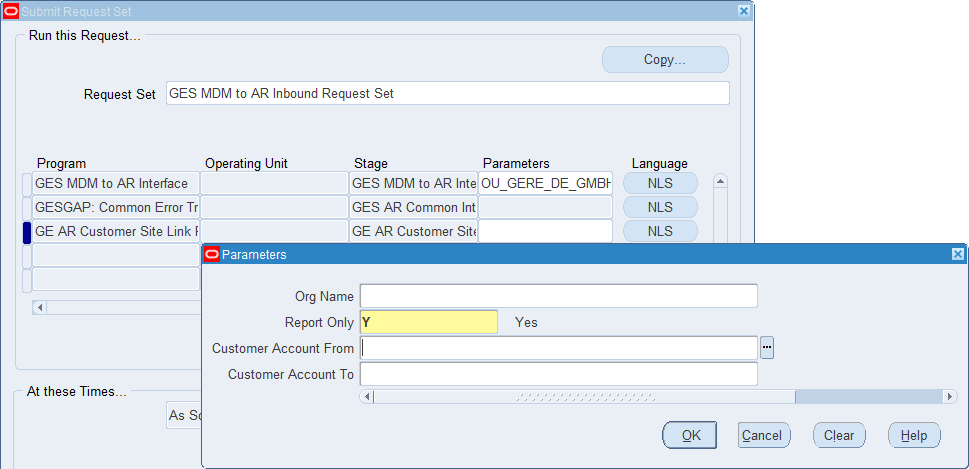 Submit Request Set
Run this Request...
Copy...
Request Set GES MDM to AR Inbound Request Set
Program Operating Unit Stage Parameters Language
GES MDM to AR Interface GES MDM to AR Inte OU_GERE_DE_GMBH NLS
GESGAP: Common Error Tr GES AR Common Int NLS
GE AR Customer Site Link GE AR Customer Site NLS
Parameters
Org Name
Report Only Y Yes
Customer Account From ...
Customer Account To
At these Times...
As Sc
OK Cancel Clear Help